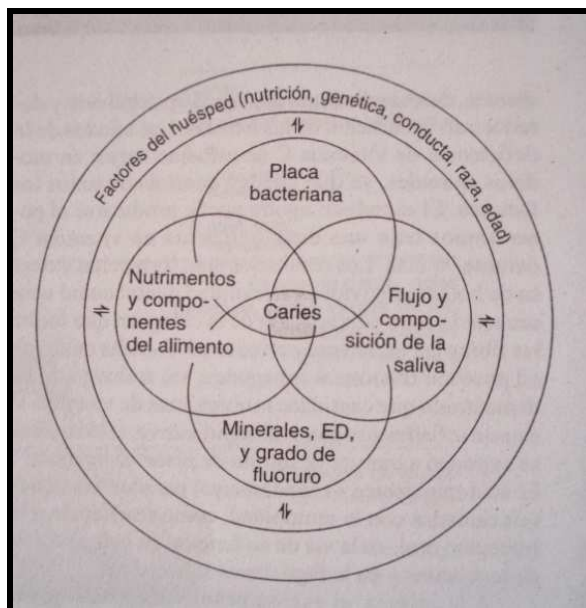 Factores del huésped (nutrición, genética, conducta, raza, edad)
Placa
bacteriana
Nutrimentos
y compo-
nentes
del alimento
Caries
Flujo y
compo-
sición de la
saliva
Minerales, ED,
y grado de
fluoruro